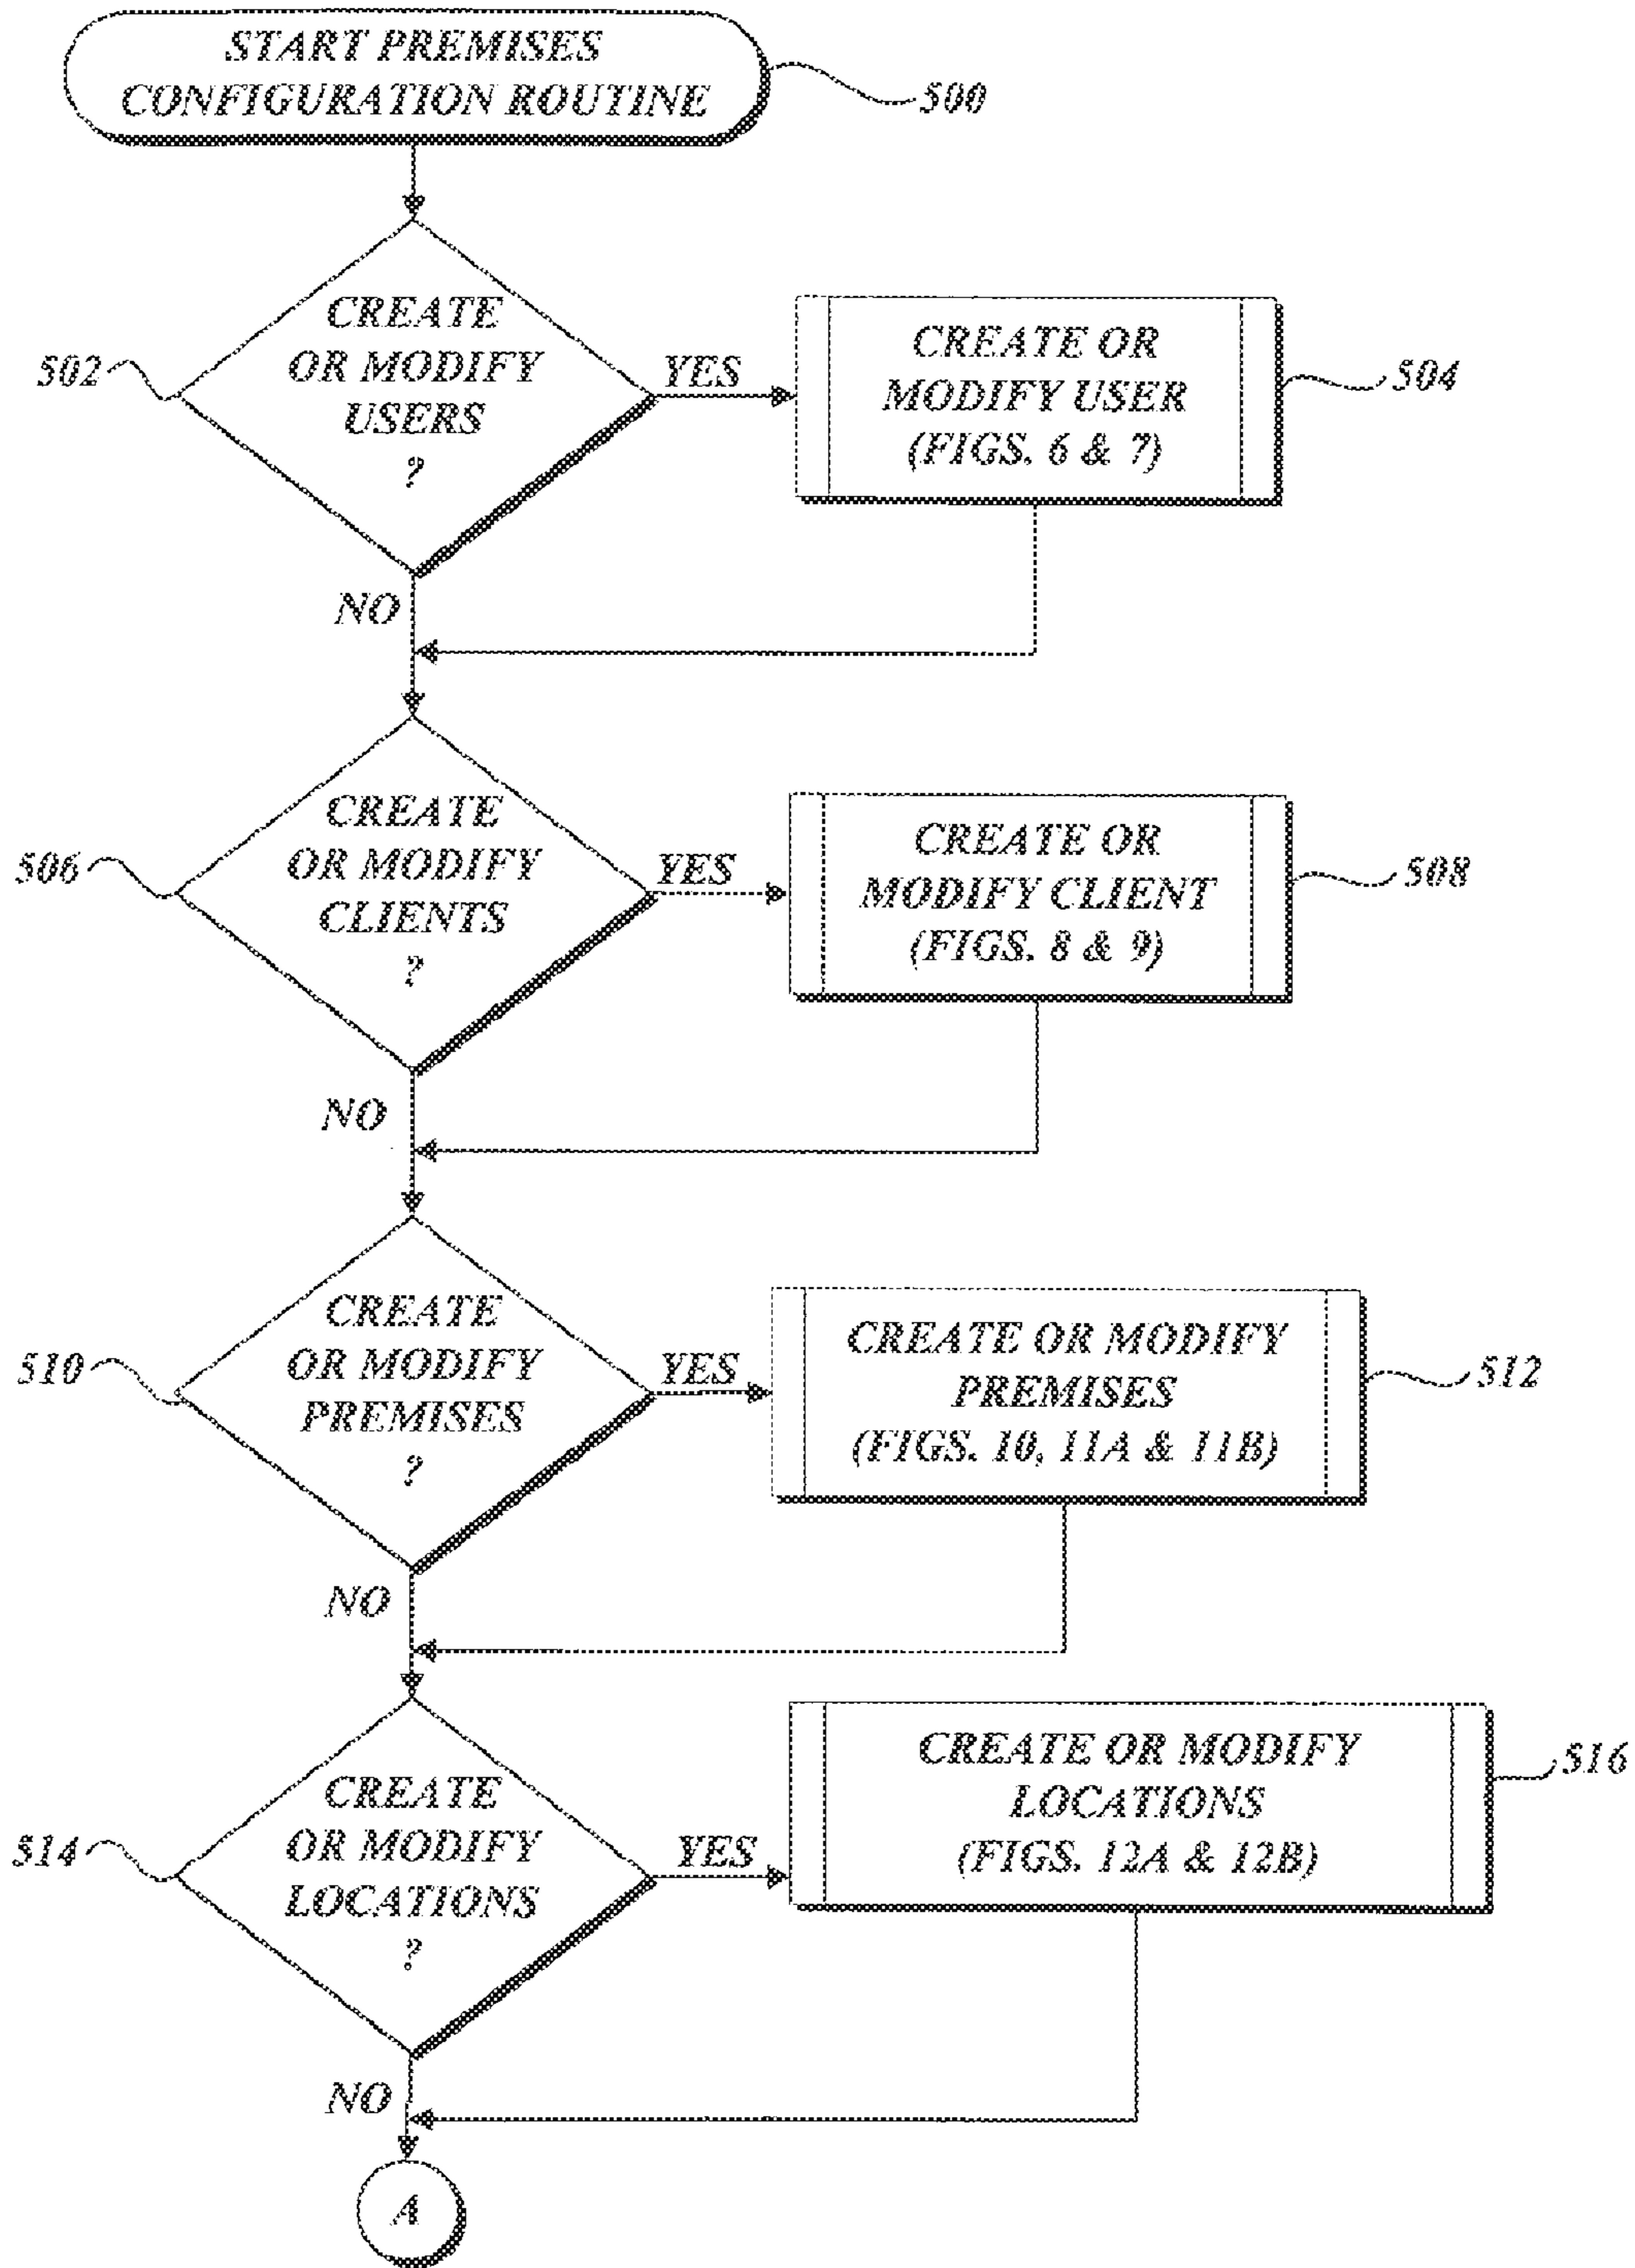 START PREMISES
CONFIGURATION ROUTINE
500
CREATE
OR MODIFY
USERS
?
502
YES
CREATE OR
MODIFY USER
(FIGS. 6 & 7)
504
NO
CREATE
OR MODIFY
CLIENTS
?
506
YES
CREATE OR
MODIFY CLIENT
(FIGS. 8 & 9)
508
NO
CREATE
OR MODIFY
PREMISES
?
510
YES
CREATE OR MODIFY
PREMISES
(FIGS. 10, 11A & 11B)
512
NO
CREATE
OR MODIFY
LOCATIONS
?
514
YES
CREATE OR MODIFY
LOCATIONS
(FIGS. 12A & 12B)
516
NO
A